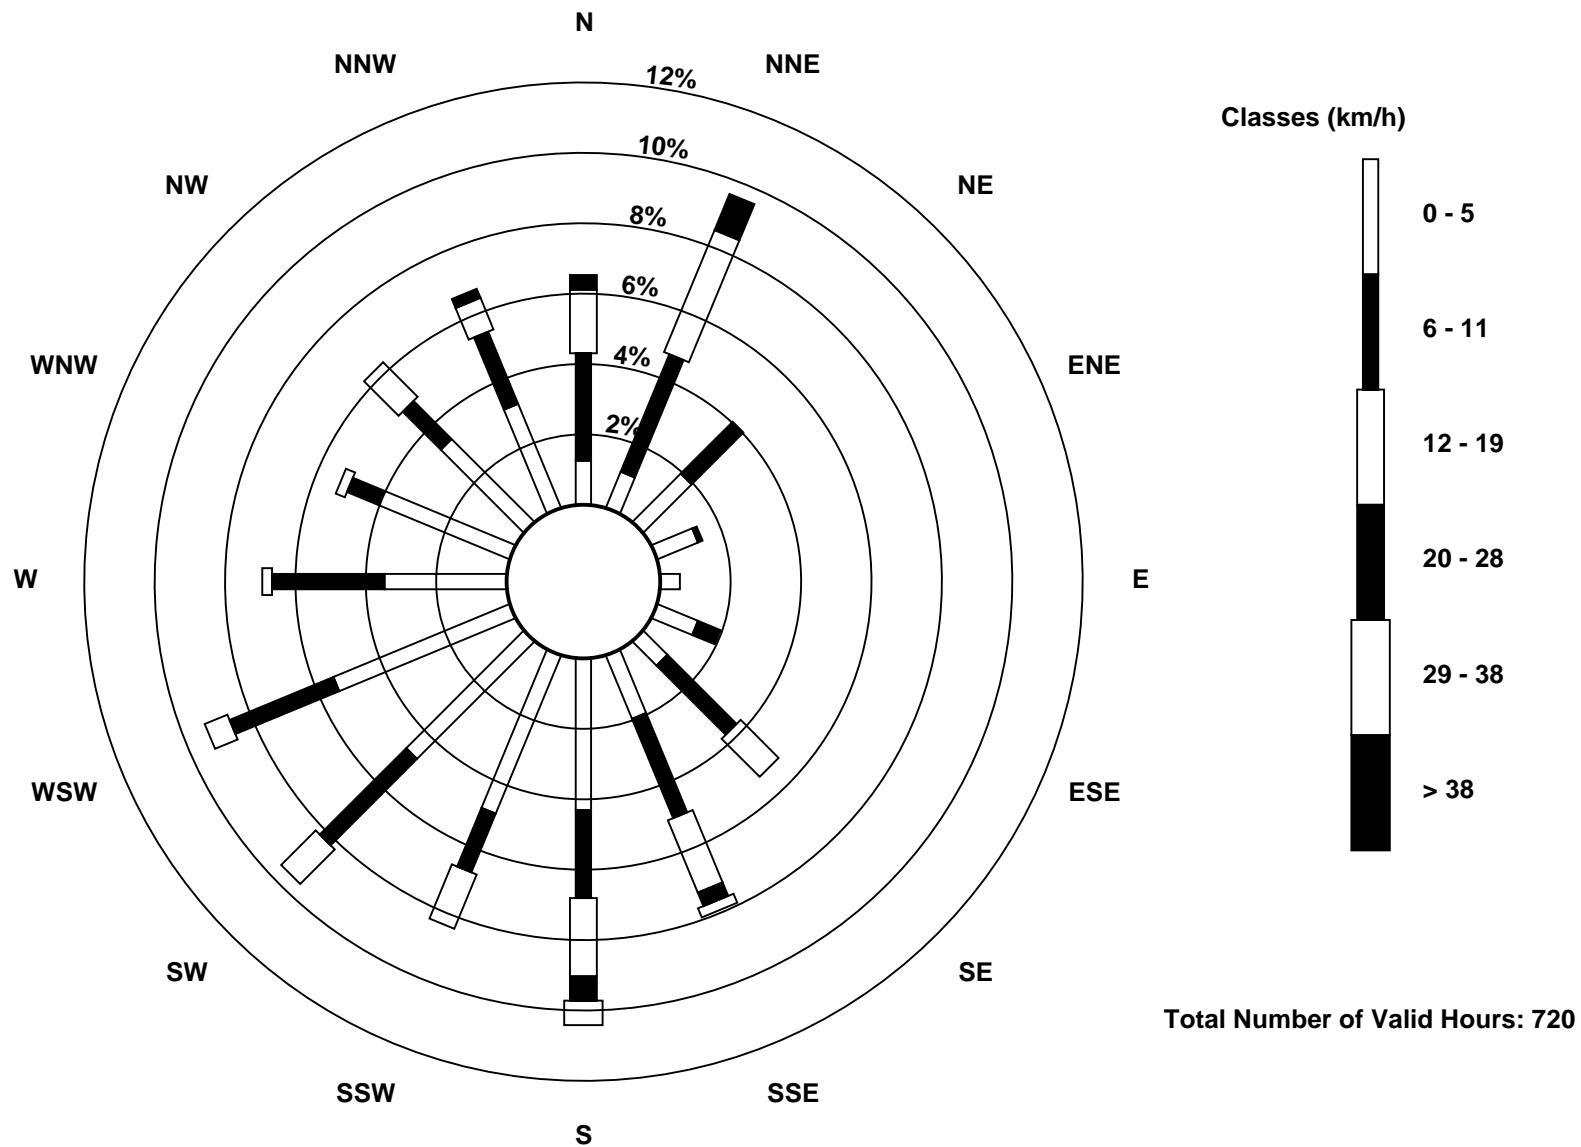 N
NNW
NNE
12%
Classes (km/h)
10%
NW
NE
0 - 5
8%
6%
6 - 11
4%
WNW
ENE
2%
12 - 19
20 - 28
W
E
29 - 38
WSW
ESE
> 38
SW
SE
Total Number of Valid Hours: 720
SSW
SSE
S